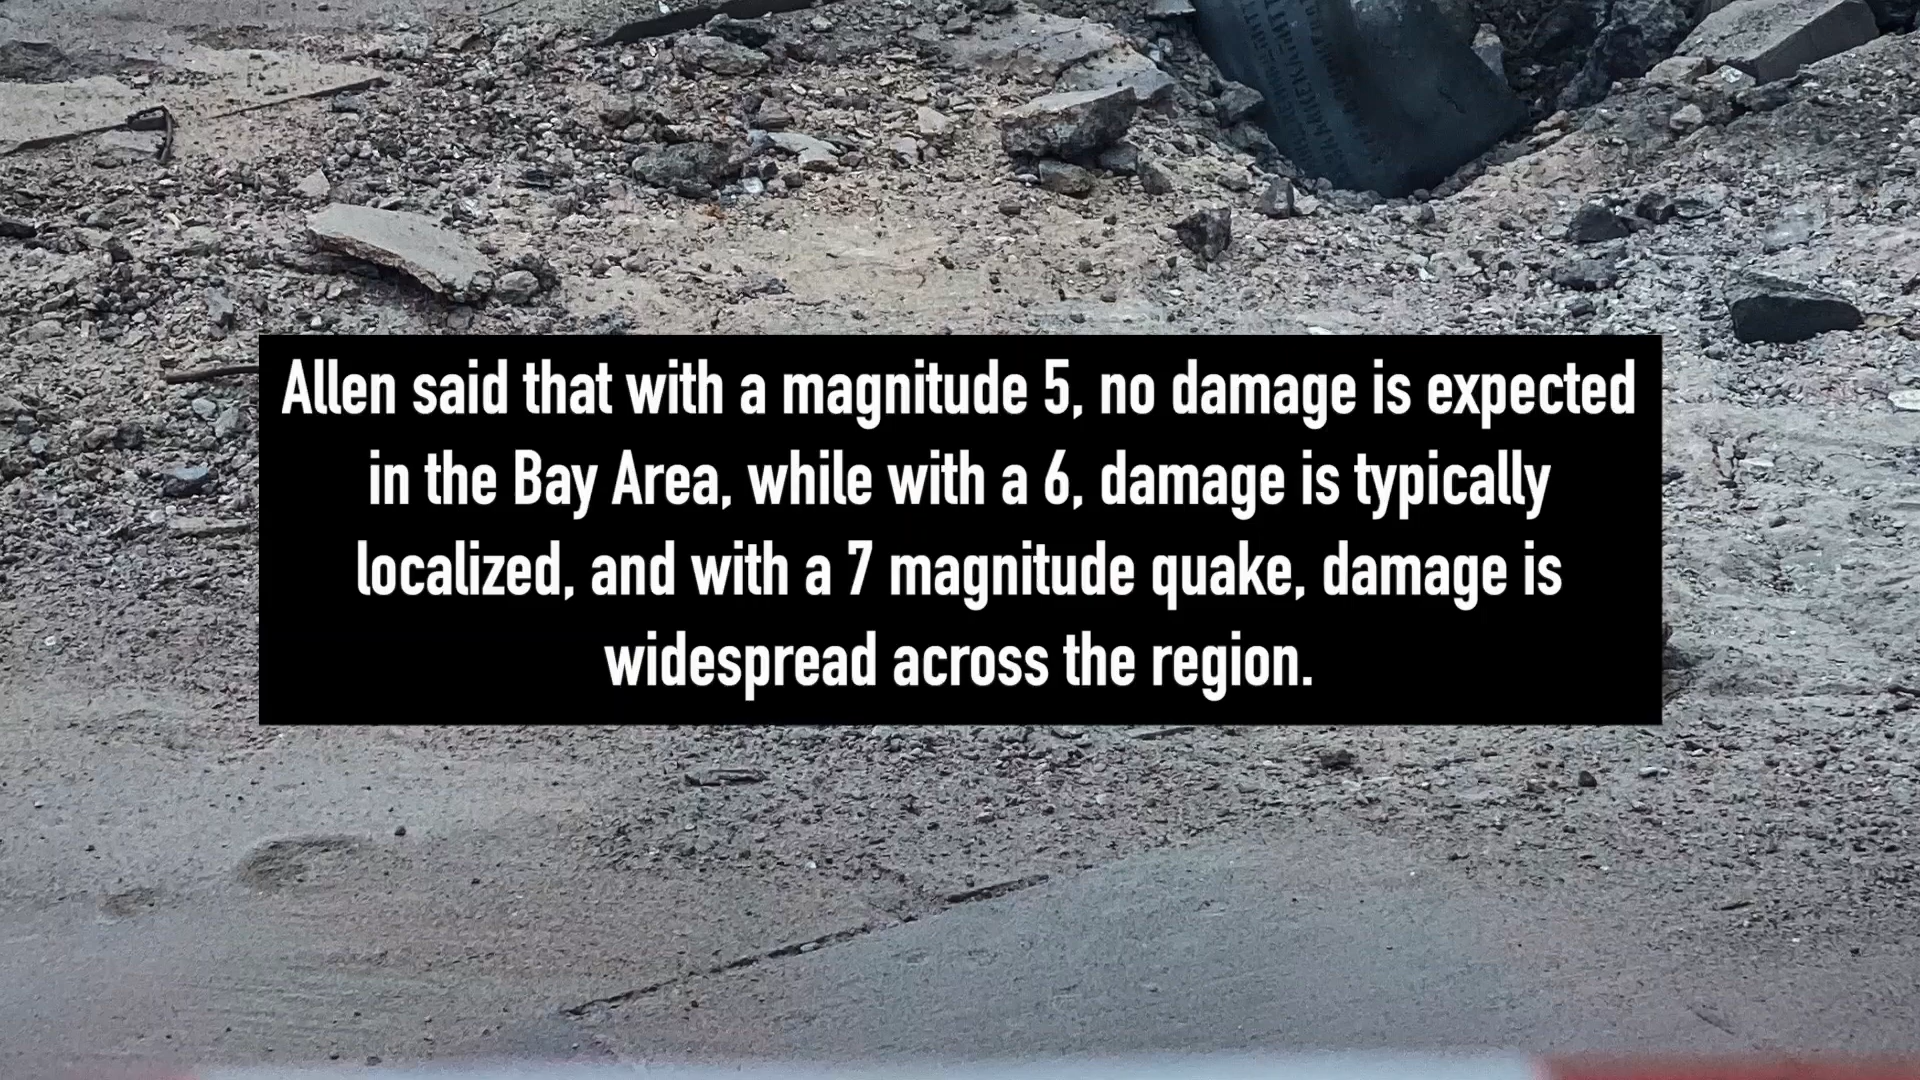 Allen said that with a magnitude 5, no damage is expected
in the Bay Area, while with a 6, damage is typically
localized, and with a 7 magnitude quake, damage is
widespread across the region.